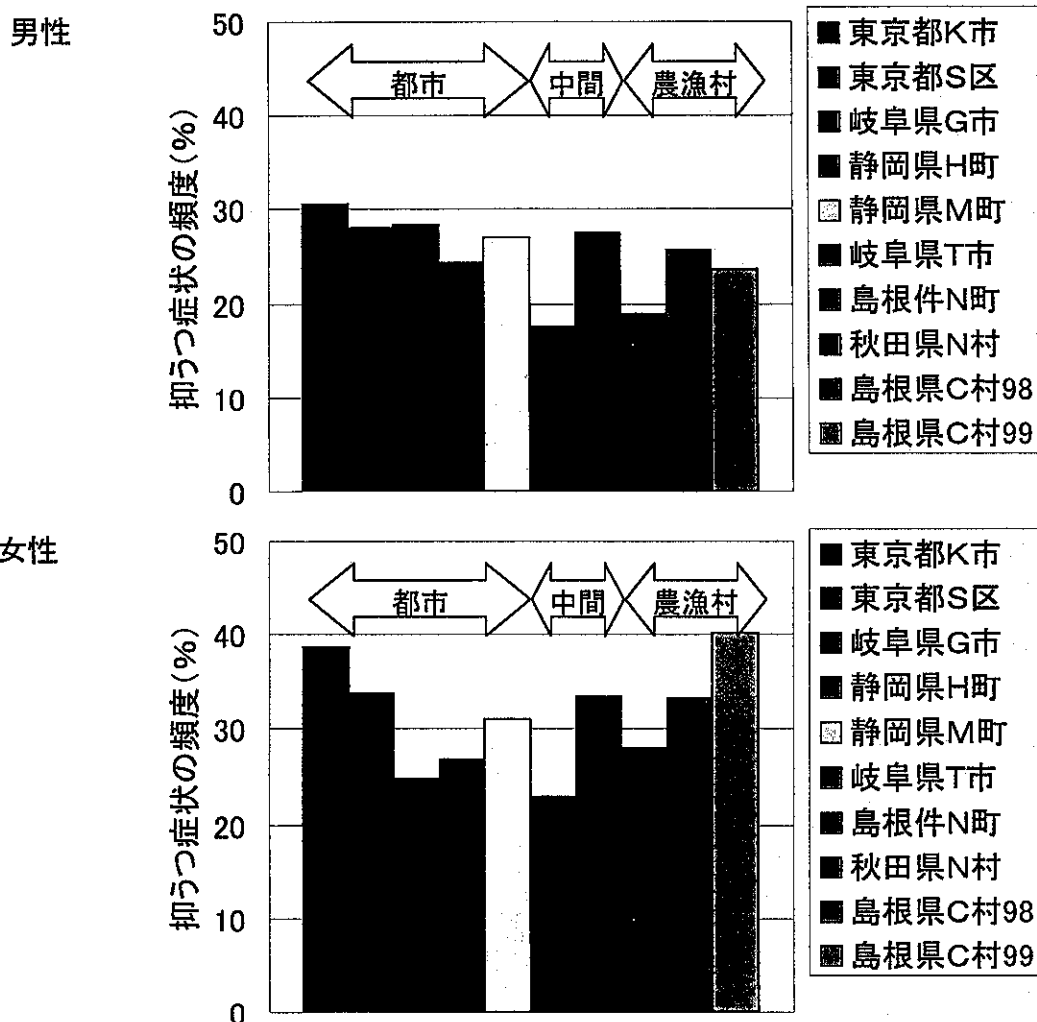 男性
抑うつ症状の頻度(%)
50
40
30
20
10
0
都市
中間
農漁村
東京都K市
東京都S区
岐阜県G市
静岡県H町
静岡県M町
岐阜県T市
島根件N町
秋田県N村
島根県C村98
島根県C村99
女性
抑うつ症状の頻度(%)
50
40
30
20
10
0
都市
中間
農漁村
東京都K市
東京都S区
岐阜県G市
静岡県H町
静岡県M町
岐阜県T市
島根件N町
秋田県N村
島根県C村98
島根県C村99